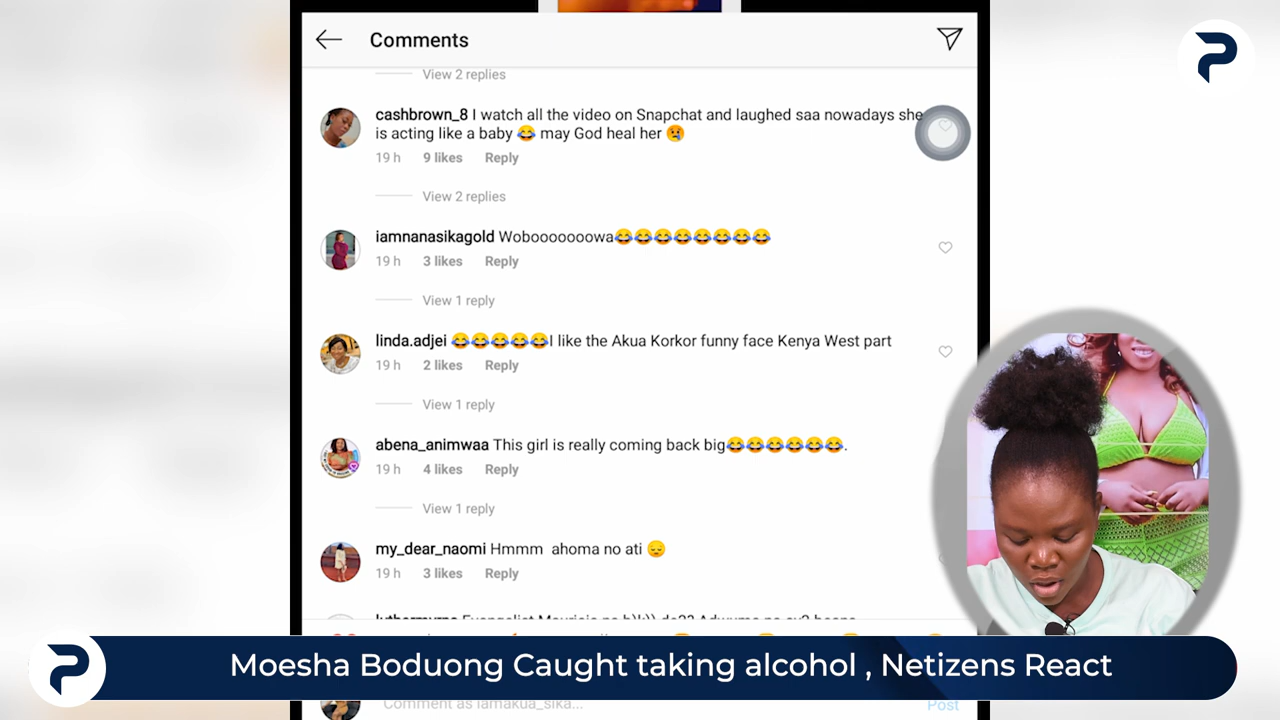 Comments
View 2 replies
cashbrown_8 I watch all the video on Snapchat and laughed saa nowadays she
is acting like a baby 😂 may God heal her 😢
19 h 9 likes Reply
View 2 replies
iamnanasikagold Woboooooooowa😂😂😂😂😂😂😂😂
19 h 3 likes Reply
View 1 reply
linda.adjei 😂😂😂😂😂I like the Akua Korkor funny face Kenya West part
19 h 2 likes Reply
View 1 reply
abena_animwaa This girl is really coming back big😂😂😂😂😂😂.
19 h 4 likes Reply
View 1 reply
my_dear_naomi Hmmm ahoma no ati 😔
19 h 3 likes Reply
Moesha Boduong Caught taking alcohol , Netizens React
Comment as iamakua_sika...
Post